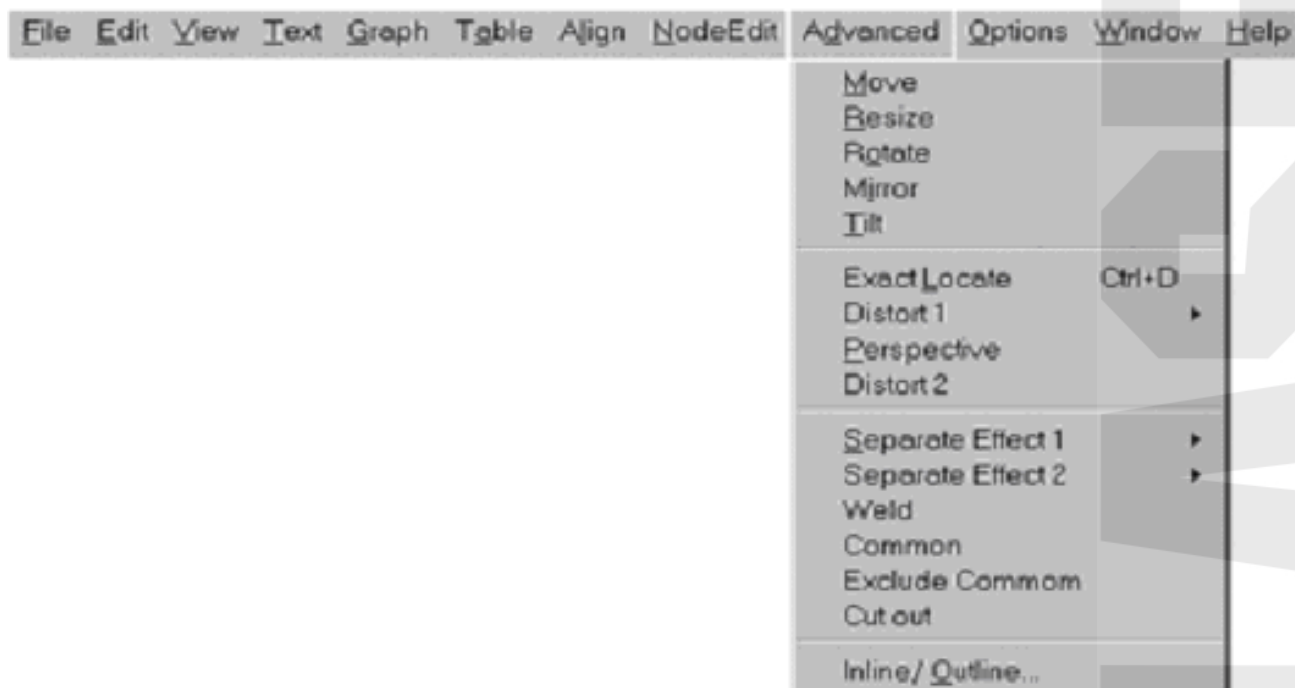 File Edit View Text Graph Table Align NodeEdit Advanced Options Window Help
Move
Resize
Rotate
Mirror
Tilt
Exact Locate Ctrl+D
Distort 1
Perspective
Distort 2
Separate Effect 1
Separate Effect 2
Weld
Common
Exclude Commom
Cut out
Inline / Outline...